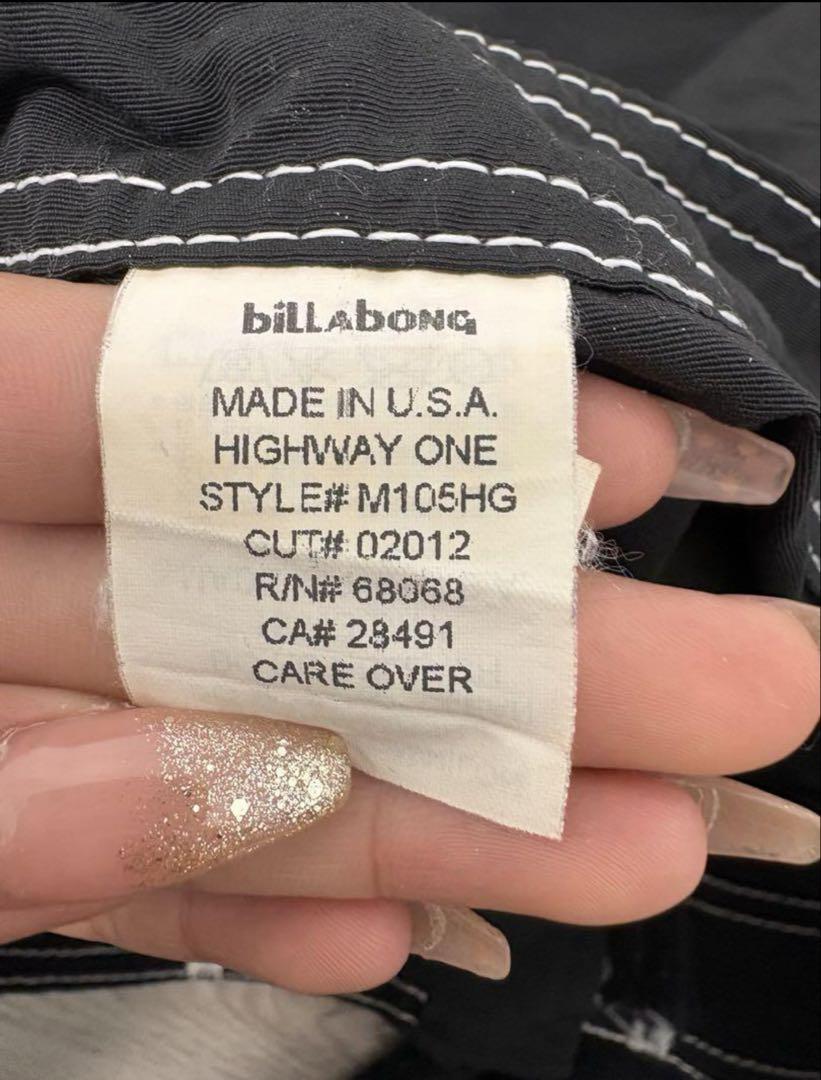 billabong
MADE IN U.S.A.
HIGHWAY ONE
STYLE# M105HG
CUT# 02012
R/N# 68068
CA# 28491
CARE OVER